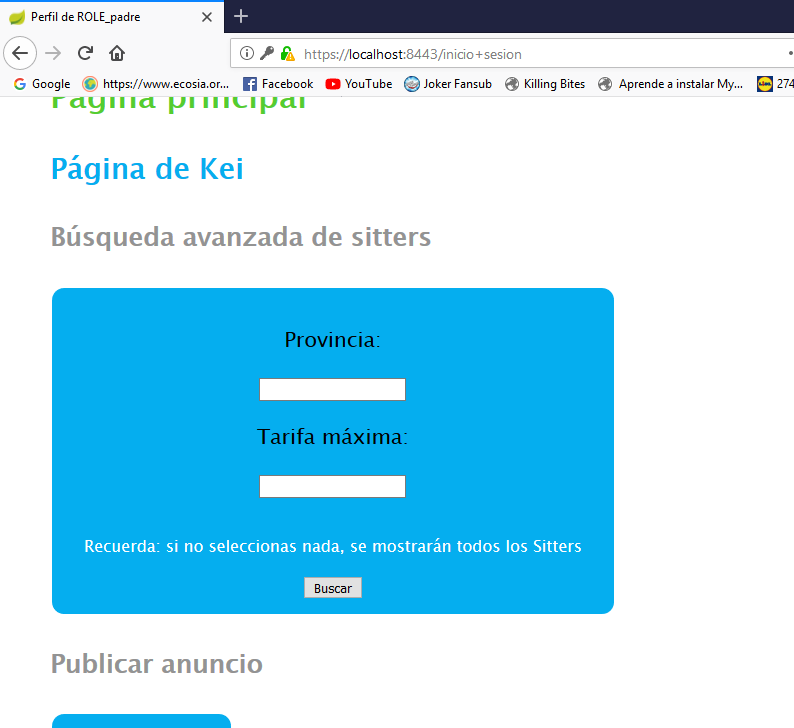 Perfil de ROLE_padre
https://localhost:8443/inicio+sesion
Google https://www.ecosia.or... Facebook YouTube Joker Fansub Killing Bites Aprende a instalar My... 274
Página principal
Página de Kei
Búsqueda avanzada de sitters
Provincia:
Tarifa máxima:
Recuerda: si no seleccionas nada, se mostrarán todos los Sitters
Buscar
Publicar anuncio